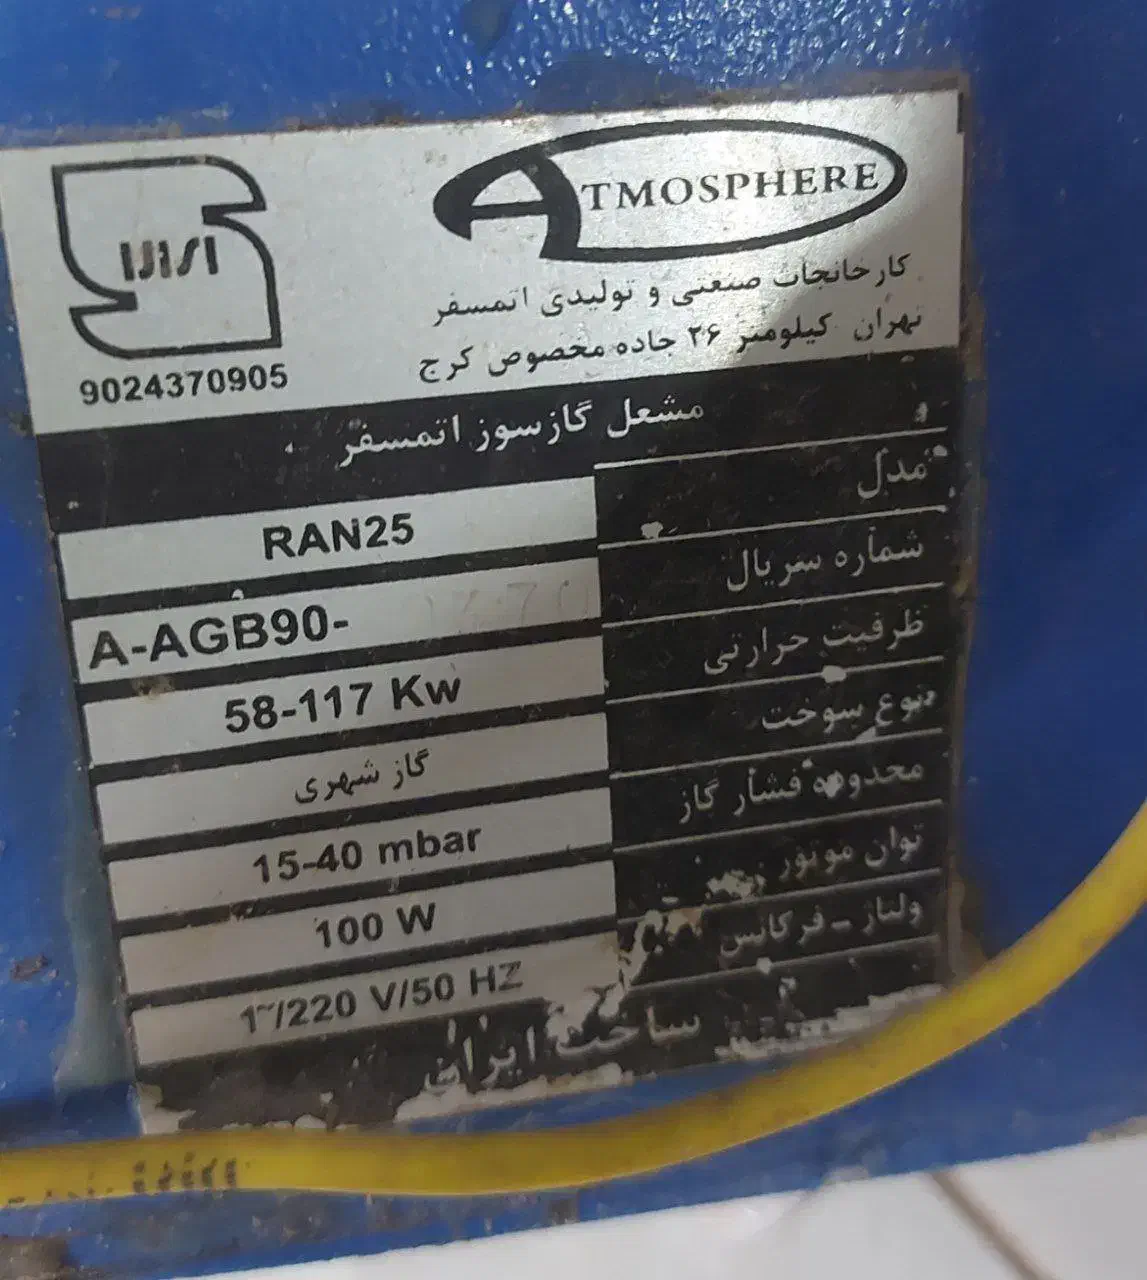 ATMOSPHERE
ISIRI
9024370905
کارخانجات صنعتی و تولیدی اتمسفر
تهران کیلومتر ۲۶ جاده مخصوص کرج
مشعل گازسوز اتمسفر
مدل RAN25
شماره سریال A-AGB90-
ظرفیت حرارتی 58-117 Kw
نوع سوخت گاز شهری
محدوده فشار گاز 15-40 mbar
توان موتور 100 W
ولتاژ - فرکانس 1~/220 V/50 HZ
ساخت ایران